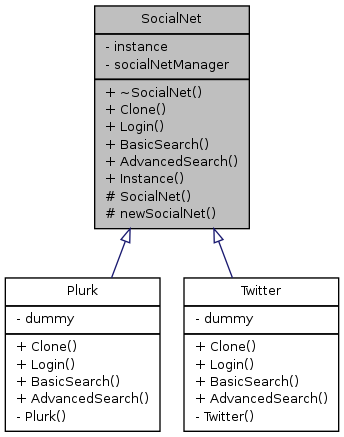 SocialNet
- instance
- socialNetManager
+ ~SocialNet()
+ Clone()
+ Login()
+ BasicSearch()
+ AdvancedSearch()
+ Instance()
# SocialNet()
# newSocialNet()
Plurk
- dummy
+ Clone()
+ Login()
+ BasicSearch()
+ AdvancedSearch()
- Plurk()
Twitter
- dummy
+ Clone()
+ Login()
+ BasicSearch()
+ AdvancedSearch()
- Twitter()